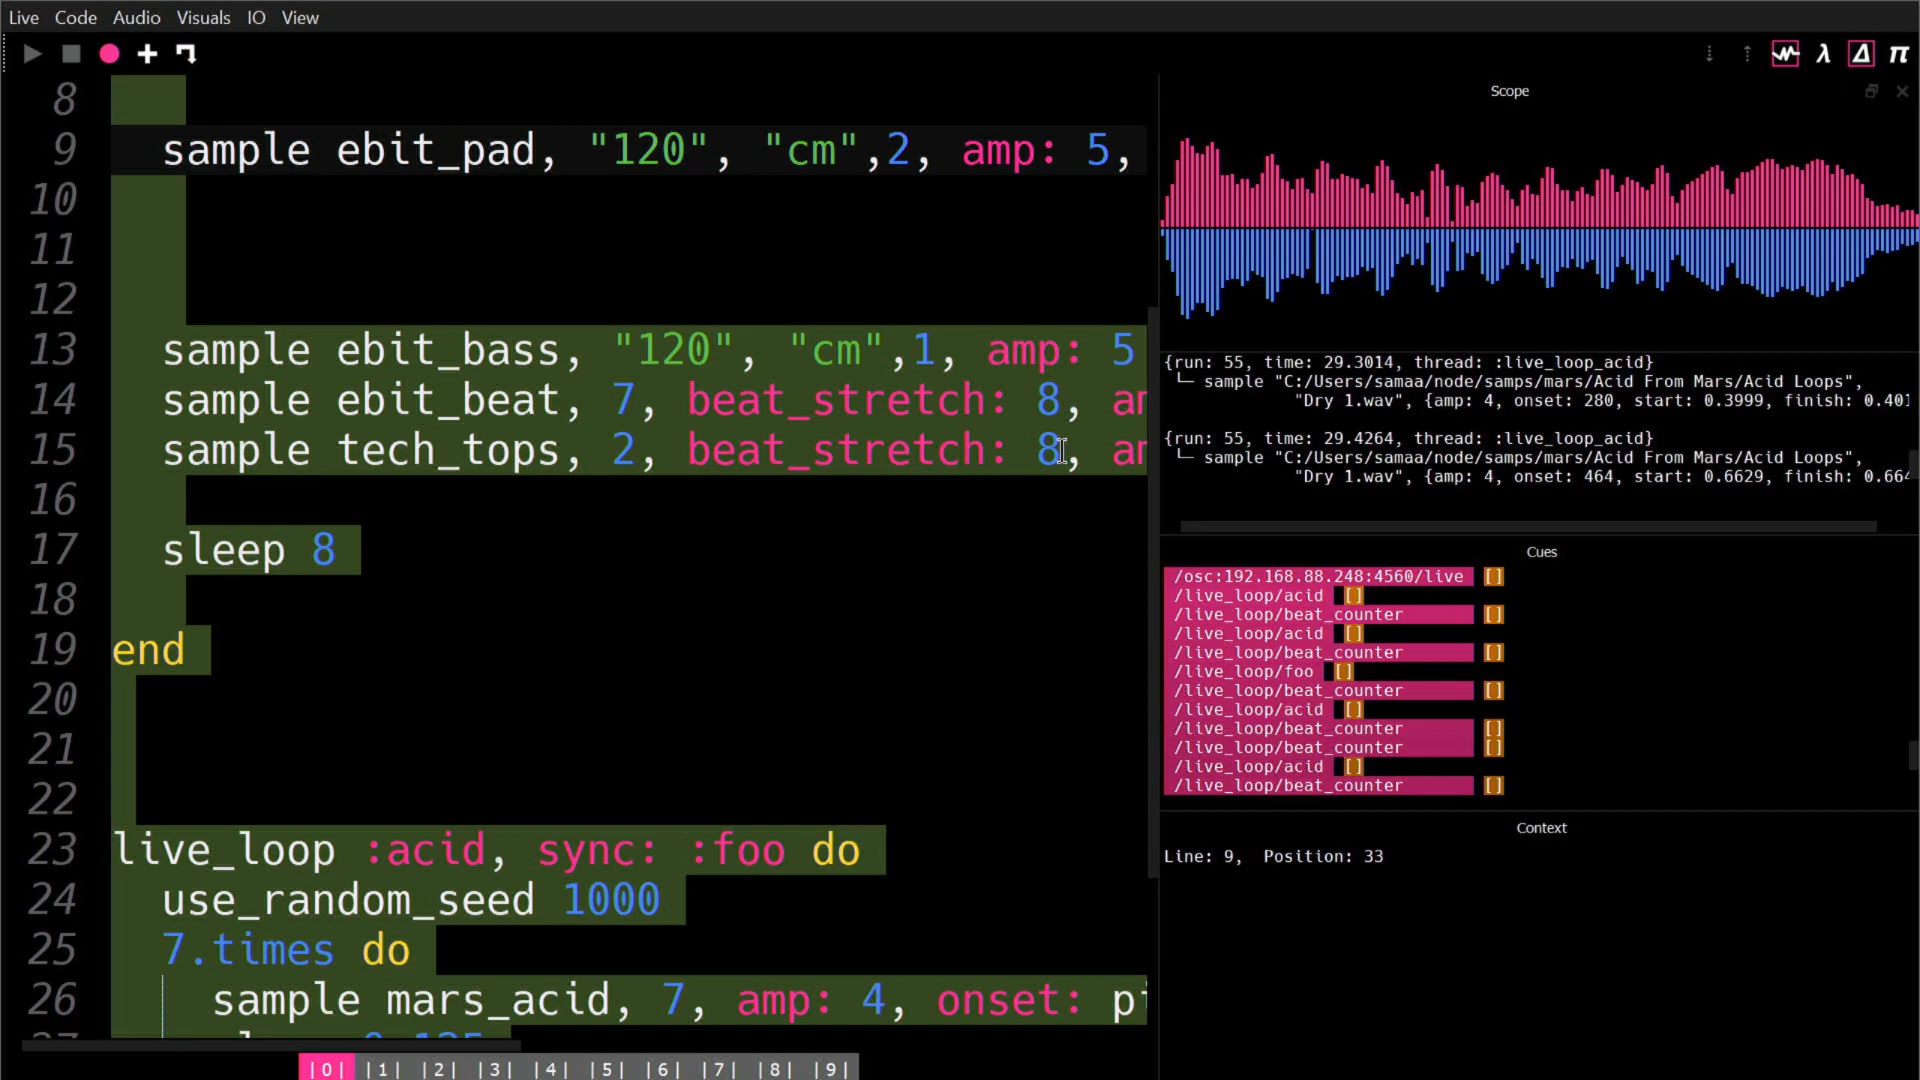 Live Code Audio Visuals IO View
λ Δ π
8
9 sample ebit_pad, "120", "cm",2, amp: 5,
10
11
12
13 sample ebit_bass, "120", "cm",1, amp: 5
14 sample ebit_beat, 7, beat_stretch: 8, am
15 sample tech_tops, 2, beat_stretch: 8, am
16
17 sleep 8
18
19 end
20
21
22
23 live_loop :acid, sync: :foo do
24 use_random_seed 1000
25 7.times do
26 sample mars_acid, 7, amp: 4, onset: pi
|0| |1| |2| |3| |4| |5| |6| |7| |8| |9|
Scope
{run: 55, time: 29.3014, thread: :live_loop_acid}
└─ sample "C:/Users/samaa/node/samps/mars/Acid From Mars/Acid Loops",
"Dry 1.wav", {amp: 4, onset: 280, start: 0.3999, finish: 0.401
{run: 55, time: 29.4264, thread: :live_loop_acid}
└─ sample "C:/Users/samaa/node/samps/mars/Acid From Mars/Acid Loops",
"Dry 1.wav", {amp: 4, onset: 464, start: 0.6629, finish: 0.664
Cues
/osc:192.168.88.248:4560/live []
/live_loop/acid []
/live_loop/beat_counter []
/live_loop/acid []
/live_loop/beat_counter []
/live_loop/foo []
/live_loop/beat_counter []
/live_loop/acid []
/live_loop/beat_counter []
/live_loop/beat_counter []
/live_loop/acid []
/live_loop/beat_counter []
Context
Line: 9, Position: 33